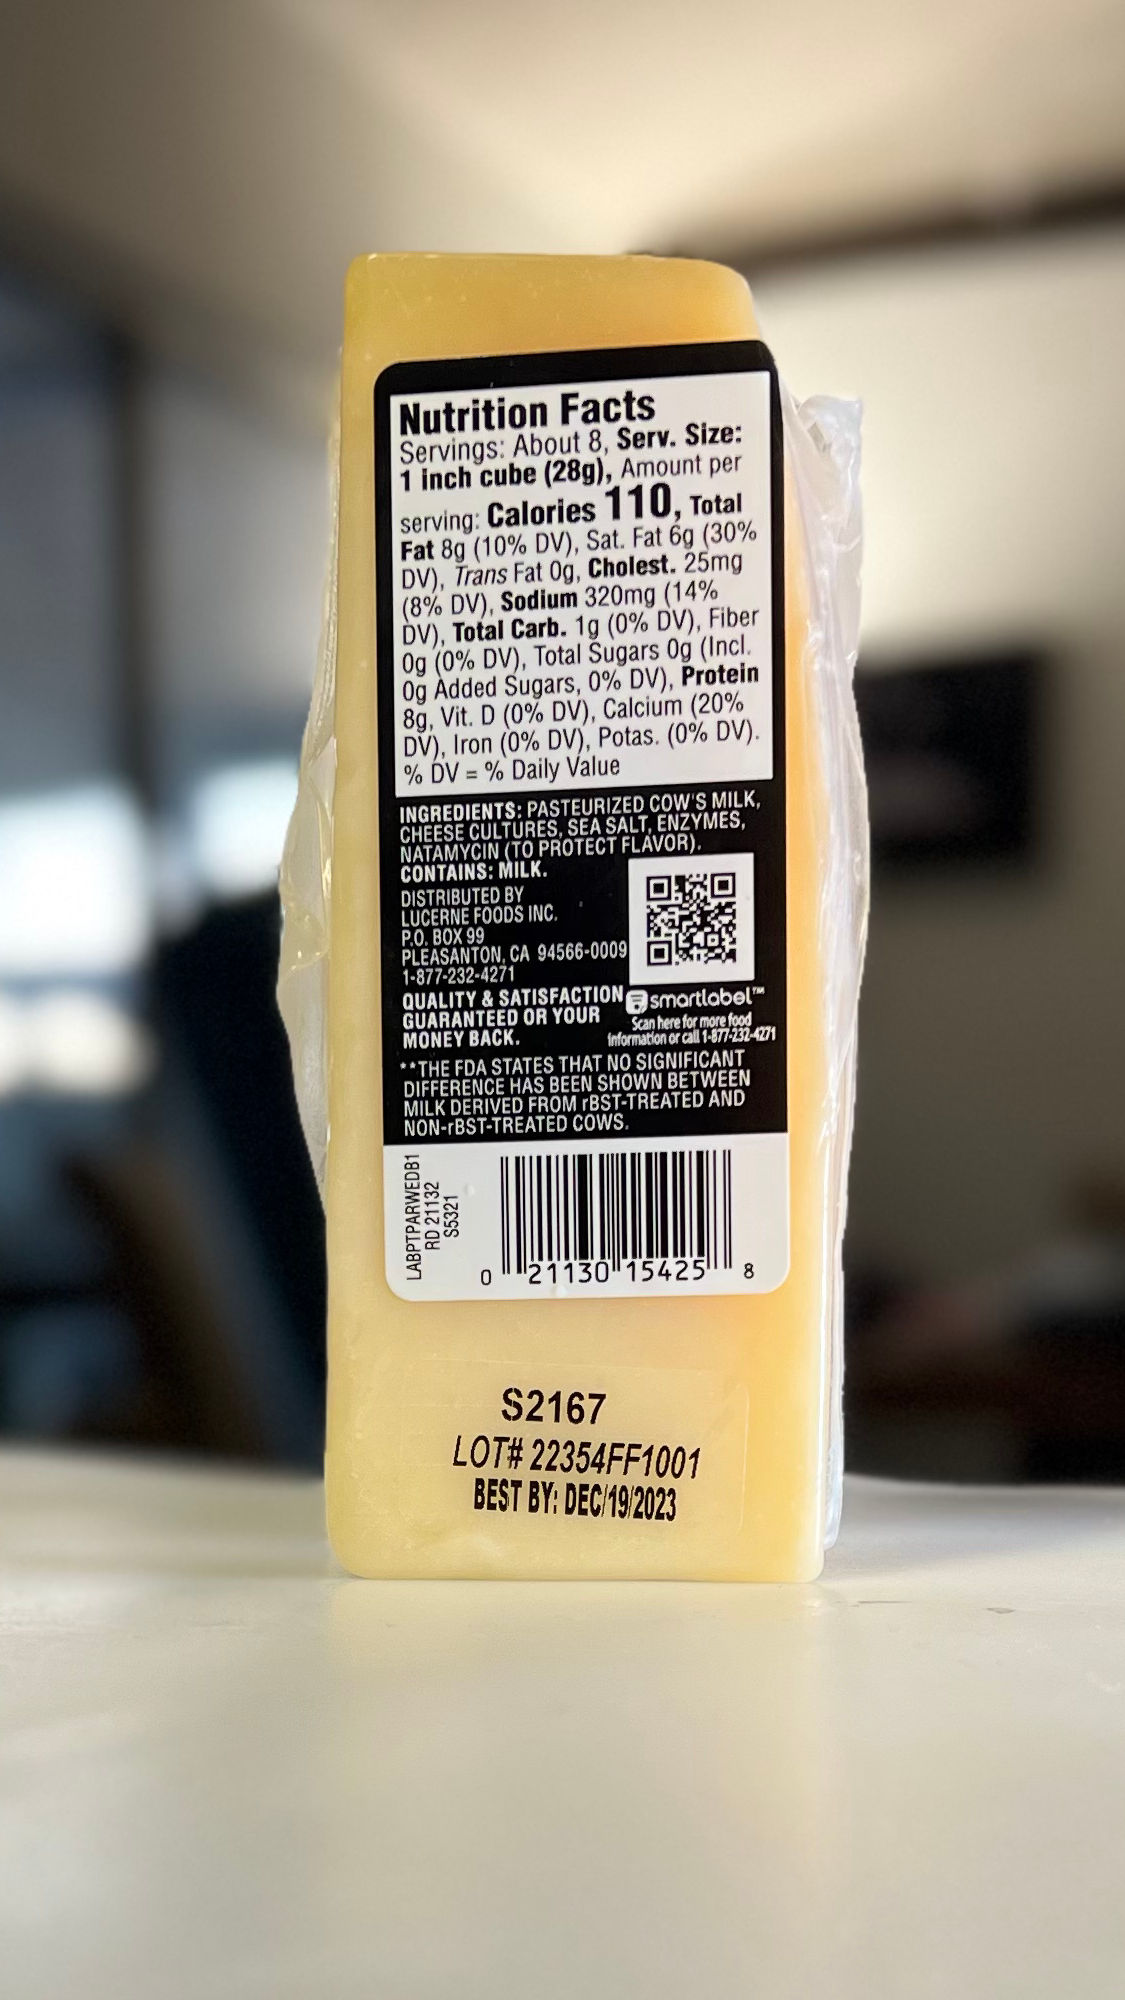 Nutrition Facts
Servings: About 8, Serv. Size:
1 inch cube (28g), Amount per
serving: Calories 110, Total
Fat 8g (10% DV), Sat. Fat 6g (30%
DV), Trans Fat 0g, Cholest. 25mg
(8% DV), Sodium 320mg (14%
DV), Total Carb. 1g (0% DV), Fiber
0g (0% DV), Total Sugars 0g (Incl.
0g Added Sugars, 0% DV), Protein
8g, Vit. D (0% DV), Calcium (20%
DV), Iron (0% DV), Potas. (0% DV).
% DV = % Daily Value
INGREDIENTS: PASTEURIZED COW'S MILK,
CHEESE CULTURES, SEA SALT, ENZYMES,
NATAMYCIN (TO PROTECT FLAVOR).
CONTAINS: MILK.
DISTRIBUTED BY
LUCERNE FOODS INC.
P.O. BOX 99
PLEASANTON, CA 94566-0009
1-877-232-4271
QUALITY & SATISFACTION
GUARANTEED OR YOUR
MONEY BACK.
smartlabel™
Scan here for more food
information or call 1-877-232-4271
**THE FDA STATES THAT NO SIGNIFICANT
DIFFERENCE HAS BEEN SHOWN BETWEEN
MILK DERIVED FROM rBST-TREATED AND
NON-rBST-TREATED COWS.
LABPTPARWEDB1
RD 21132
S5321
0 21130 15425 8
S2167
LOT# 22354FF1001
BEST BY: DEC/19/2023